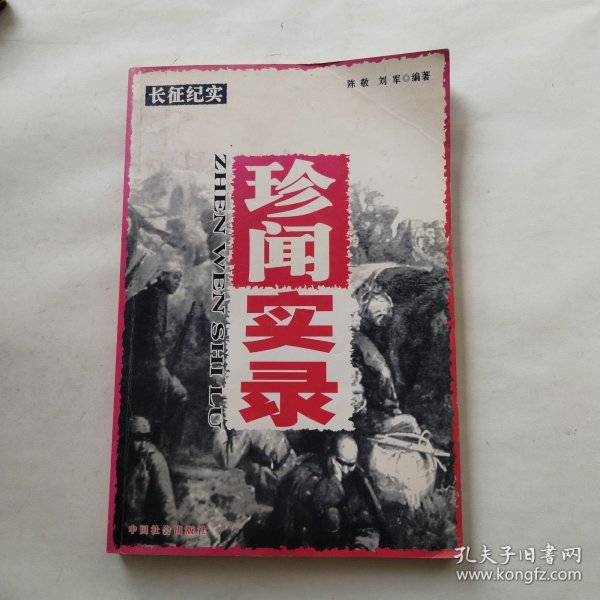 长征纪实
陈敬 刘军◎编著
珍闻实录
ZHEN WEN SHI LU
中国社会出版社
孔夫子旧书网
www.kongfz.com